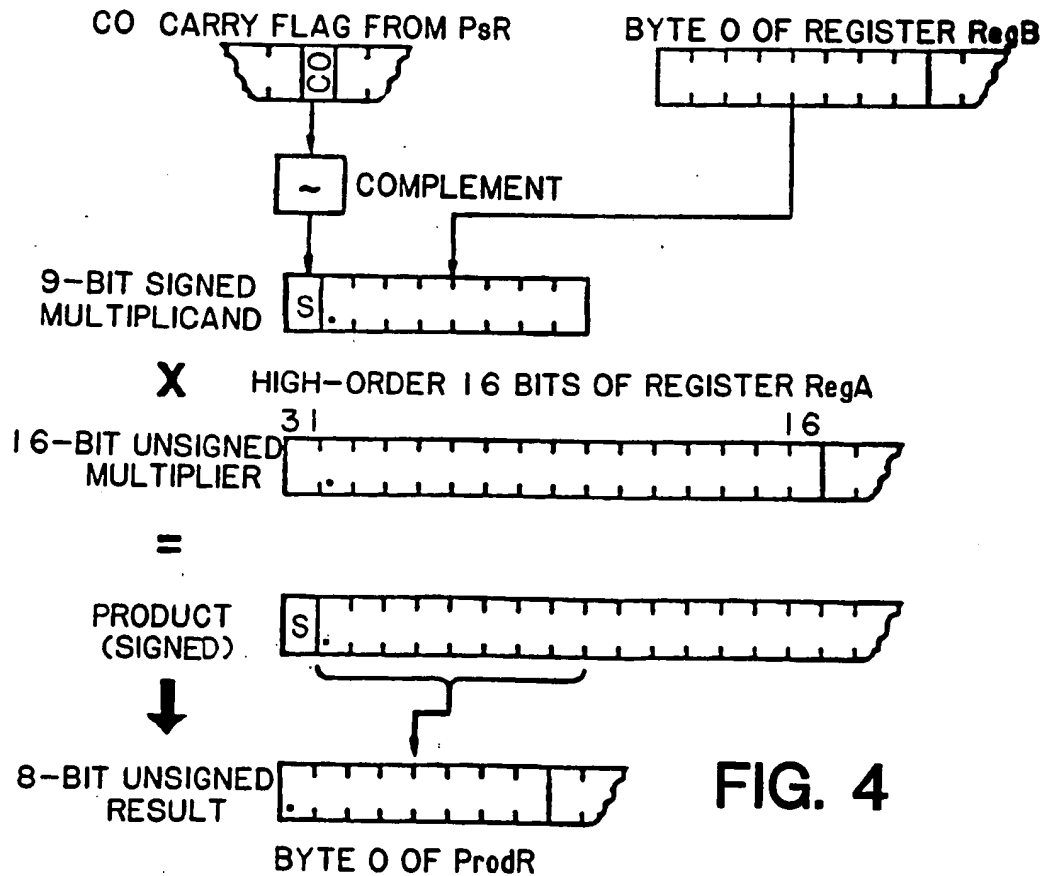 CO CARRY FLAG FROM PsR
BYTE 0 OF REGISTER RegB
CO
~
COMPLEMENT
9-BIT SIGNED
MULTIPLICAND
S
.
X
HIGH-ORDER 16 BITS OF REGISTER RegA
31
16
16-BIT UNSIGNED
MULTIPLIER
.
=
PRODUCT
(SIGNED)
S
.
8-BIT UNSIGNED
RESULT
.
BYTE 0 OF ProdR
FIG. 4